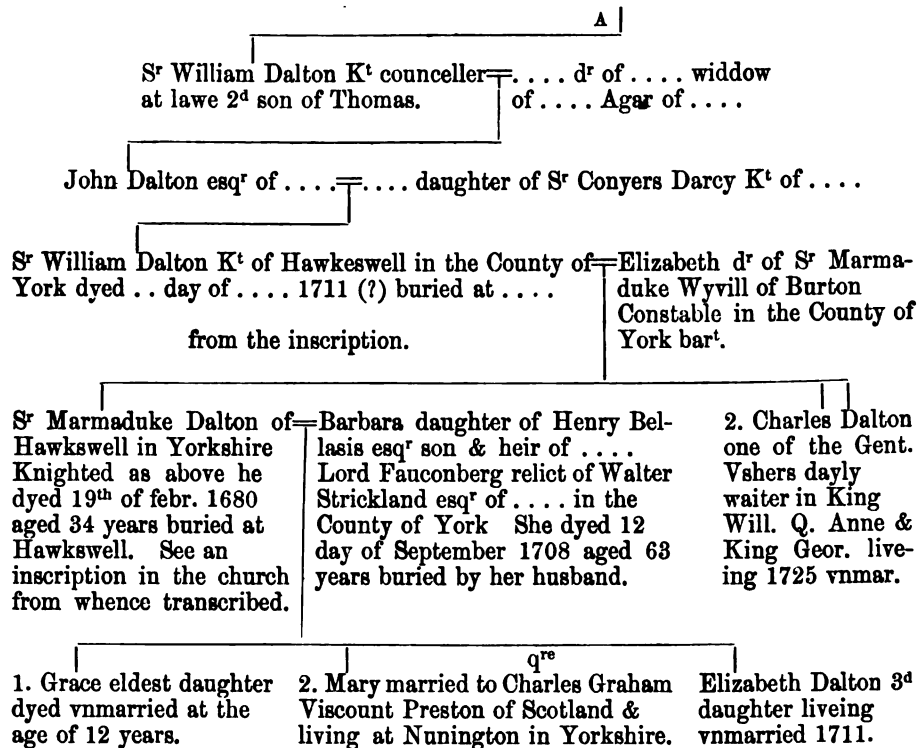 A
Sʳ William Dalton Kᵗ counceller=. . . . dʳ of . . . . widdow
at lawe 2ᵈ son of Thomas.
of . . . . Agar of . . . .
John Dalton esqʳ of . . . .=. . . . daughter of Sʳ Conyers Darcy Kᵗ of . . . .
Sʳ William Dalton Kᵗ of Hawkeswell in the County of=
York dyed . . day of . . . . 1711 (?) buried at . . . .
from the inscription.
Elizabeth dʳ of Sʳ Marma-
duke Wyvill of Burton
Constable in the County of
York barᵗ.
Sʳ Marmaduke Dalton of=
Hawkswell in Yorkshire
Knighted as above he
dyed 19ᵗʰ of febr. 1680
aged 34 years buried at
Hawkswell. See an
inscription in the church
from whence transcribed.
Barbara daughter of Henry Bel-
lasis esqʳ son & heir of . . . .
Lord Fauconberg relict of Walter
Strickland esqʳ of . . . . in the
County of York She dyed 12
day of September 1708 aged 63
years buried by her husband.
2. Charles Dalton
one of the Gent.
Vshers dayly
waiter in King
Will. Q. Anne &
King Geor. live-
ing 1725 vnmar.
1. Grace eldest daughter
dyed vnmarried at the
age of 12 years.
qʳᵉ
2. Mary married to Charles Graham
Viscount Preston of Scotland &
living at Nunington in Yorkshire.
Elizabeth Dalton 3ᵈ
daughter liveing
vnmarried 1711.